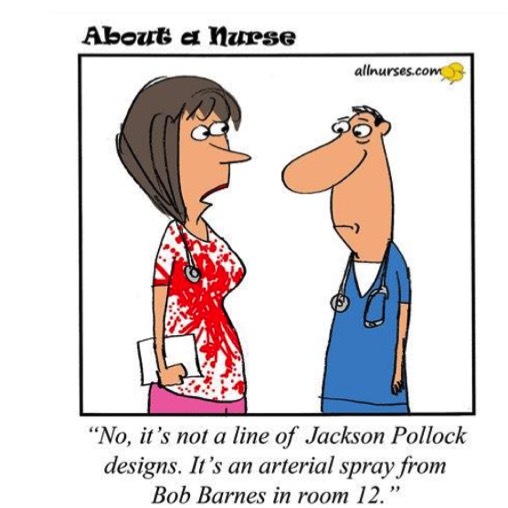 About a Nurse
allnurses.com
“No, it’s not a line of Jackson Pollock
designs. It’s an arterial spray from
Bob Barnes in room 12.”